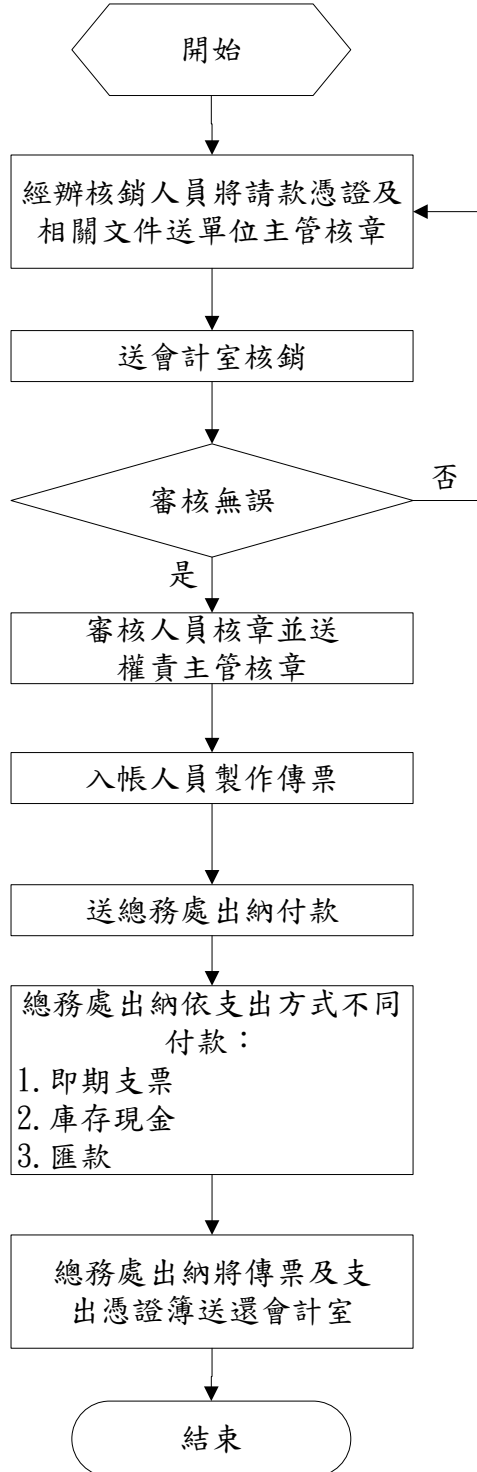 開始
經辦核銷人員將請款憑證及
相關文件送單位主管核章
送會計室核銷
審核無誤
否
是
審核人員核章並送
權責主管核章
入帳人員製作傳票
送總務處出納付款
總務處出納依支出方式不同
付款：
1.即期支票
2.庫存現金
3.匯款
總務處出納將傳票及支
出憑證簿送還會計室
結束